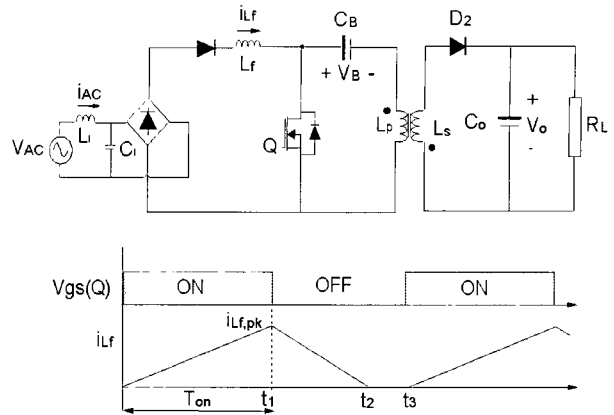 iLf
CB
D2
Lf
+ VB -
iAC
Li
VAC
Ci
Q
Lp
Ls
Co
+
Vo
-
RL
Vgs(Q)
ON
OFF
ON
iLf
iLf,pk
Ton
t1
t2
t3